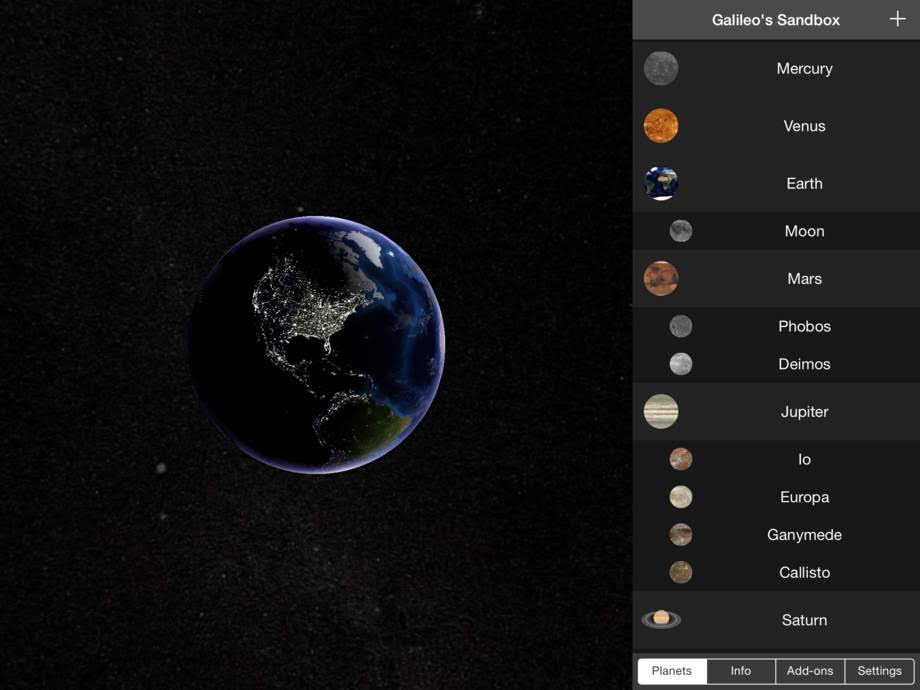 Galileo's Sandbox +
Mercury
Venus
Earth
Moon
Mars
Phobos
Deimos
Jupiter
Io
Europa
Ganymede
Callisto
Saturn
Planets Info Add-ons Settings